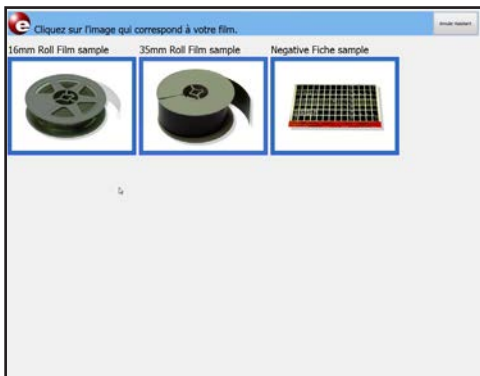 Cliquez sur l'image qui correspond à votre film.
16mm Roll Film sample
35mm Roll Film sample
Negative Fiche sample